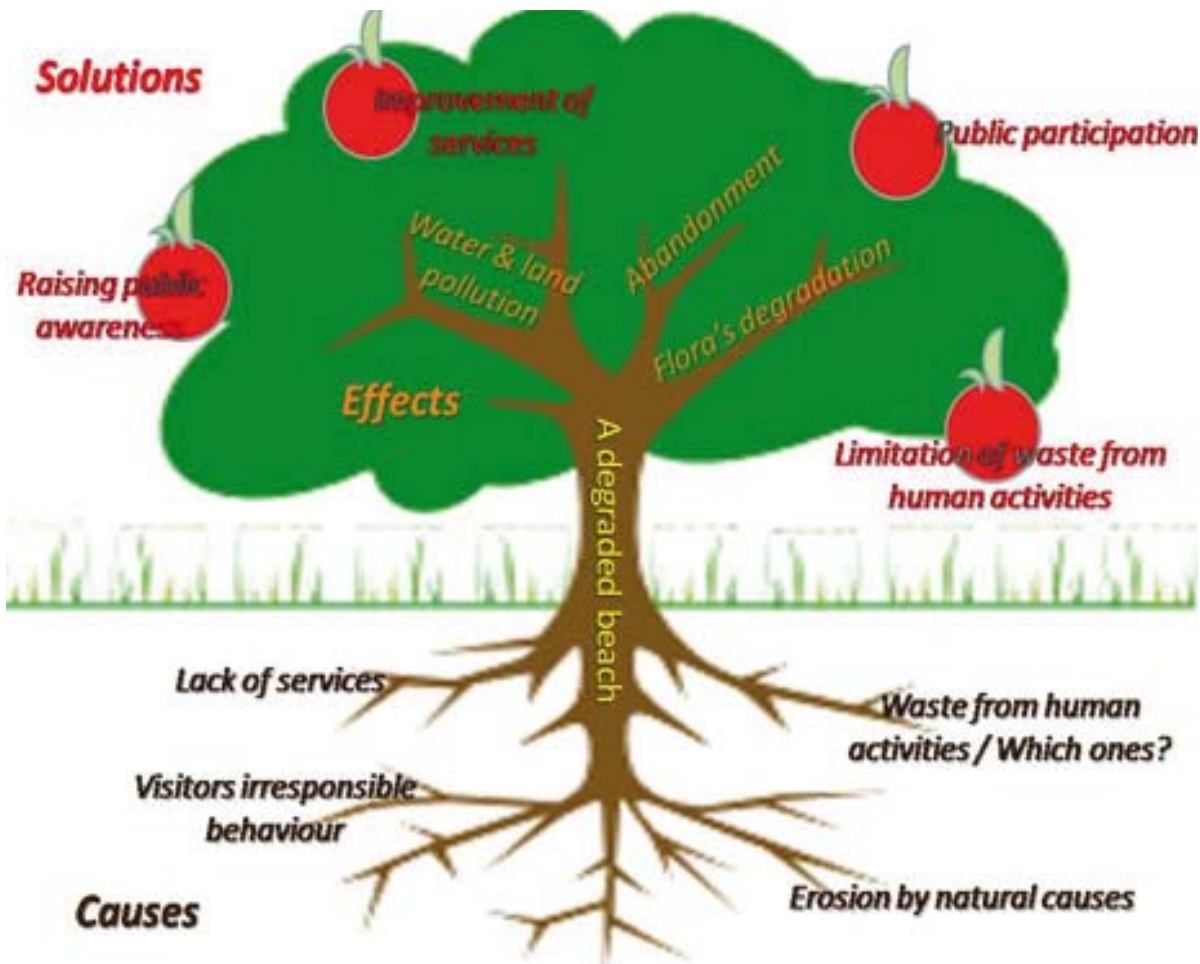 Solutions
Improvement of
services
Public participation
Raising public
awareness
Water & land
pollution
Abandonment
Flora's degradation
Effects
Limitation of waste from
human activities
A degraded beach
Lack of services
Waste from human
activities / Which ones?
Visitors irresponsible
behaviour
Erosion by natural causes
Causes